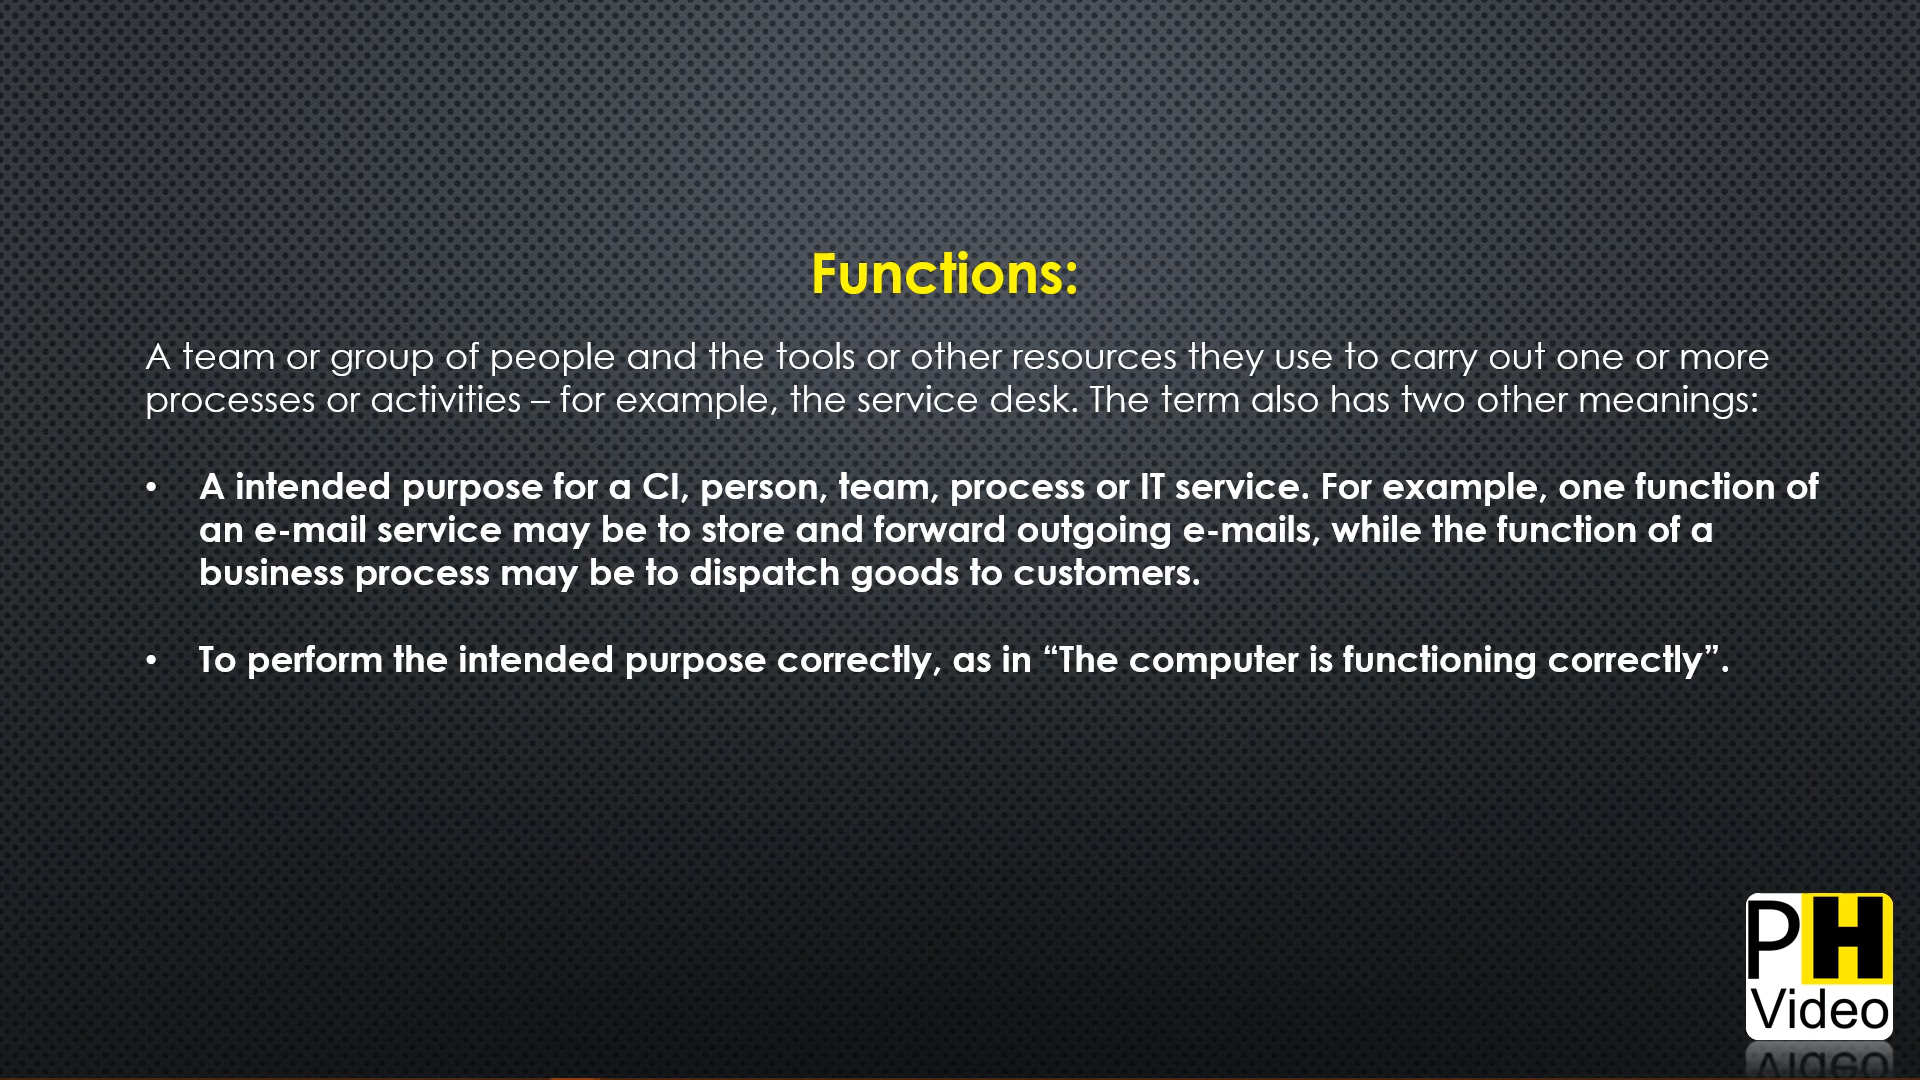 Functions:
A team or group of people and the tools or other resources they use to carry out one or more
processes or activities – for example, the service desk. The term also has two other meanings:
• A intended purpose for a CI, person, team, process or IT service. For example, one function of
an e-mail service may be to store and forward outgoing e-mails, while the function of a
business process may be to dispatch goods to customers.
• To perform the intended purpose correctly, as in “The computer is functioning correctly”.
PH
Video